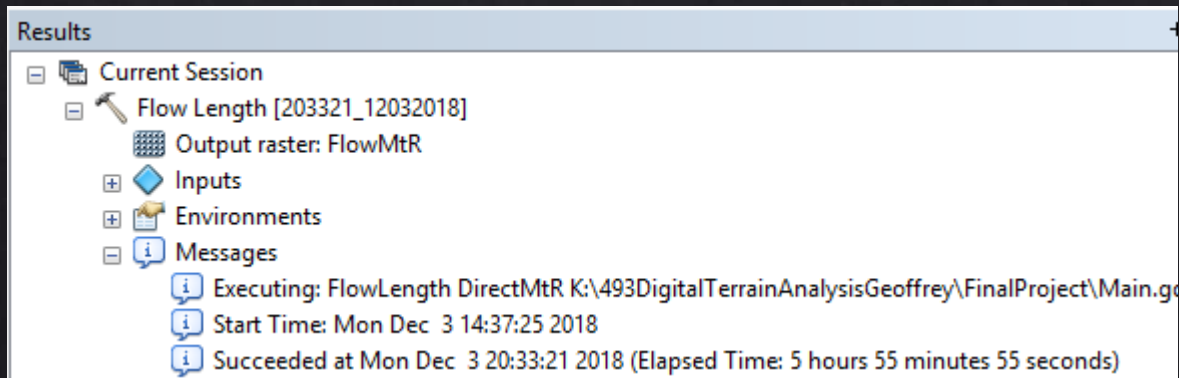 Results
Current Session
Flow Length [203321_12032018]
Output raster: FlowMtR
Inputs
Environments
Messages
Executing: FlowLength DirectMtR K:\493DigitalTerrainAnalysisGeoffrey\FinalProject\Main.gd
Start Time: Mon Dec  3 14:37:25 2018
Succeeded at Mon Dec  3 20:33:21 2018 (Elapsed Time: 5 hours 55 minutes 55 seconds)